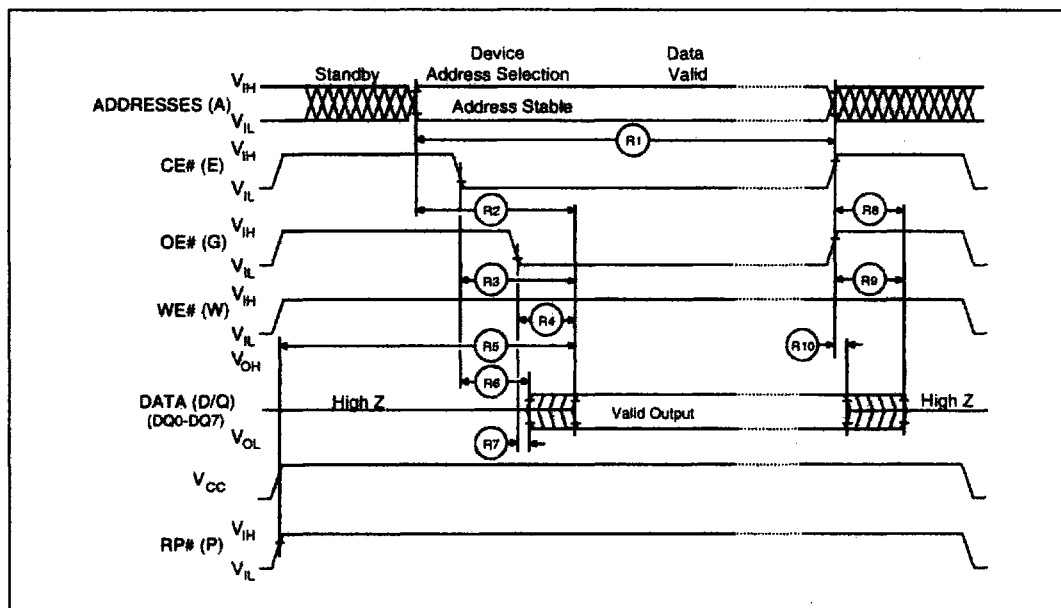 Device
Standby Address Selection Data Valid
V_IH
ADDRESSES (A) Address Stable
V_IL
R1
V_IH
CE# (E)
V_IL
R2 R8
V_IH
OE# (G)
V_IL
R3 R9
V_IH
WE# (W)
R4
V_IL
R5 R10
V_OH
R6
DATA (D/Q) High Z Valid Output High Z
(DQ0-DQ7)
V_OL
R7
V_CC
V_IH
RP# (P)
V_IL